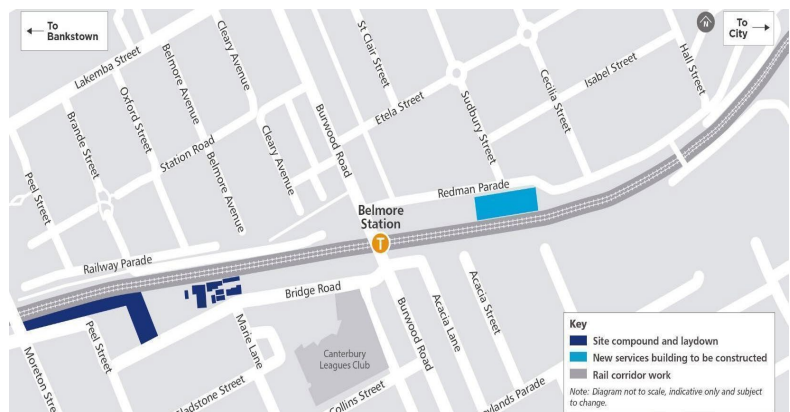 To
Bankstown
N
To
City
Lakemba Street
Brande Street
Oxford Street
Belmore Avenue
Cleary Avenue
St Clair Street
Burwood Road
Etela Street
Sudbury Street
Cecilia Street
Isabel Street
Hall Street
Peel Street
Station Road
Belmore Avenue
Cleary Avenue
Redman Parade
Belmore
Station
T
Railway Parade
Bridge Road
Peel Street
Moreton Street
Marie Lane
Gladstone Street
Canterbury
Leagues Club
Collins Street
Burwood Road
Acacia Lane
Acacia Street
Key
Site compound and laydown
New services building to be constructed
Rail corridor work
Note: Diagram not to scale, indicative only and subject
to change.